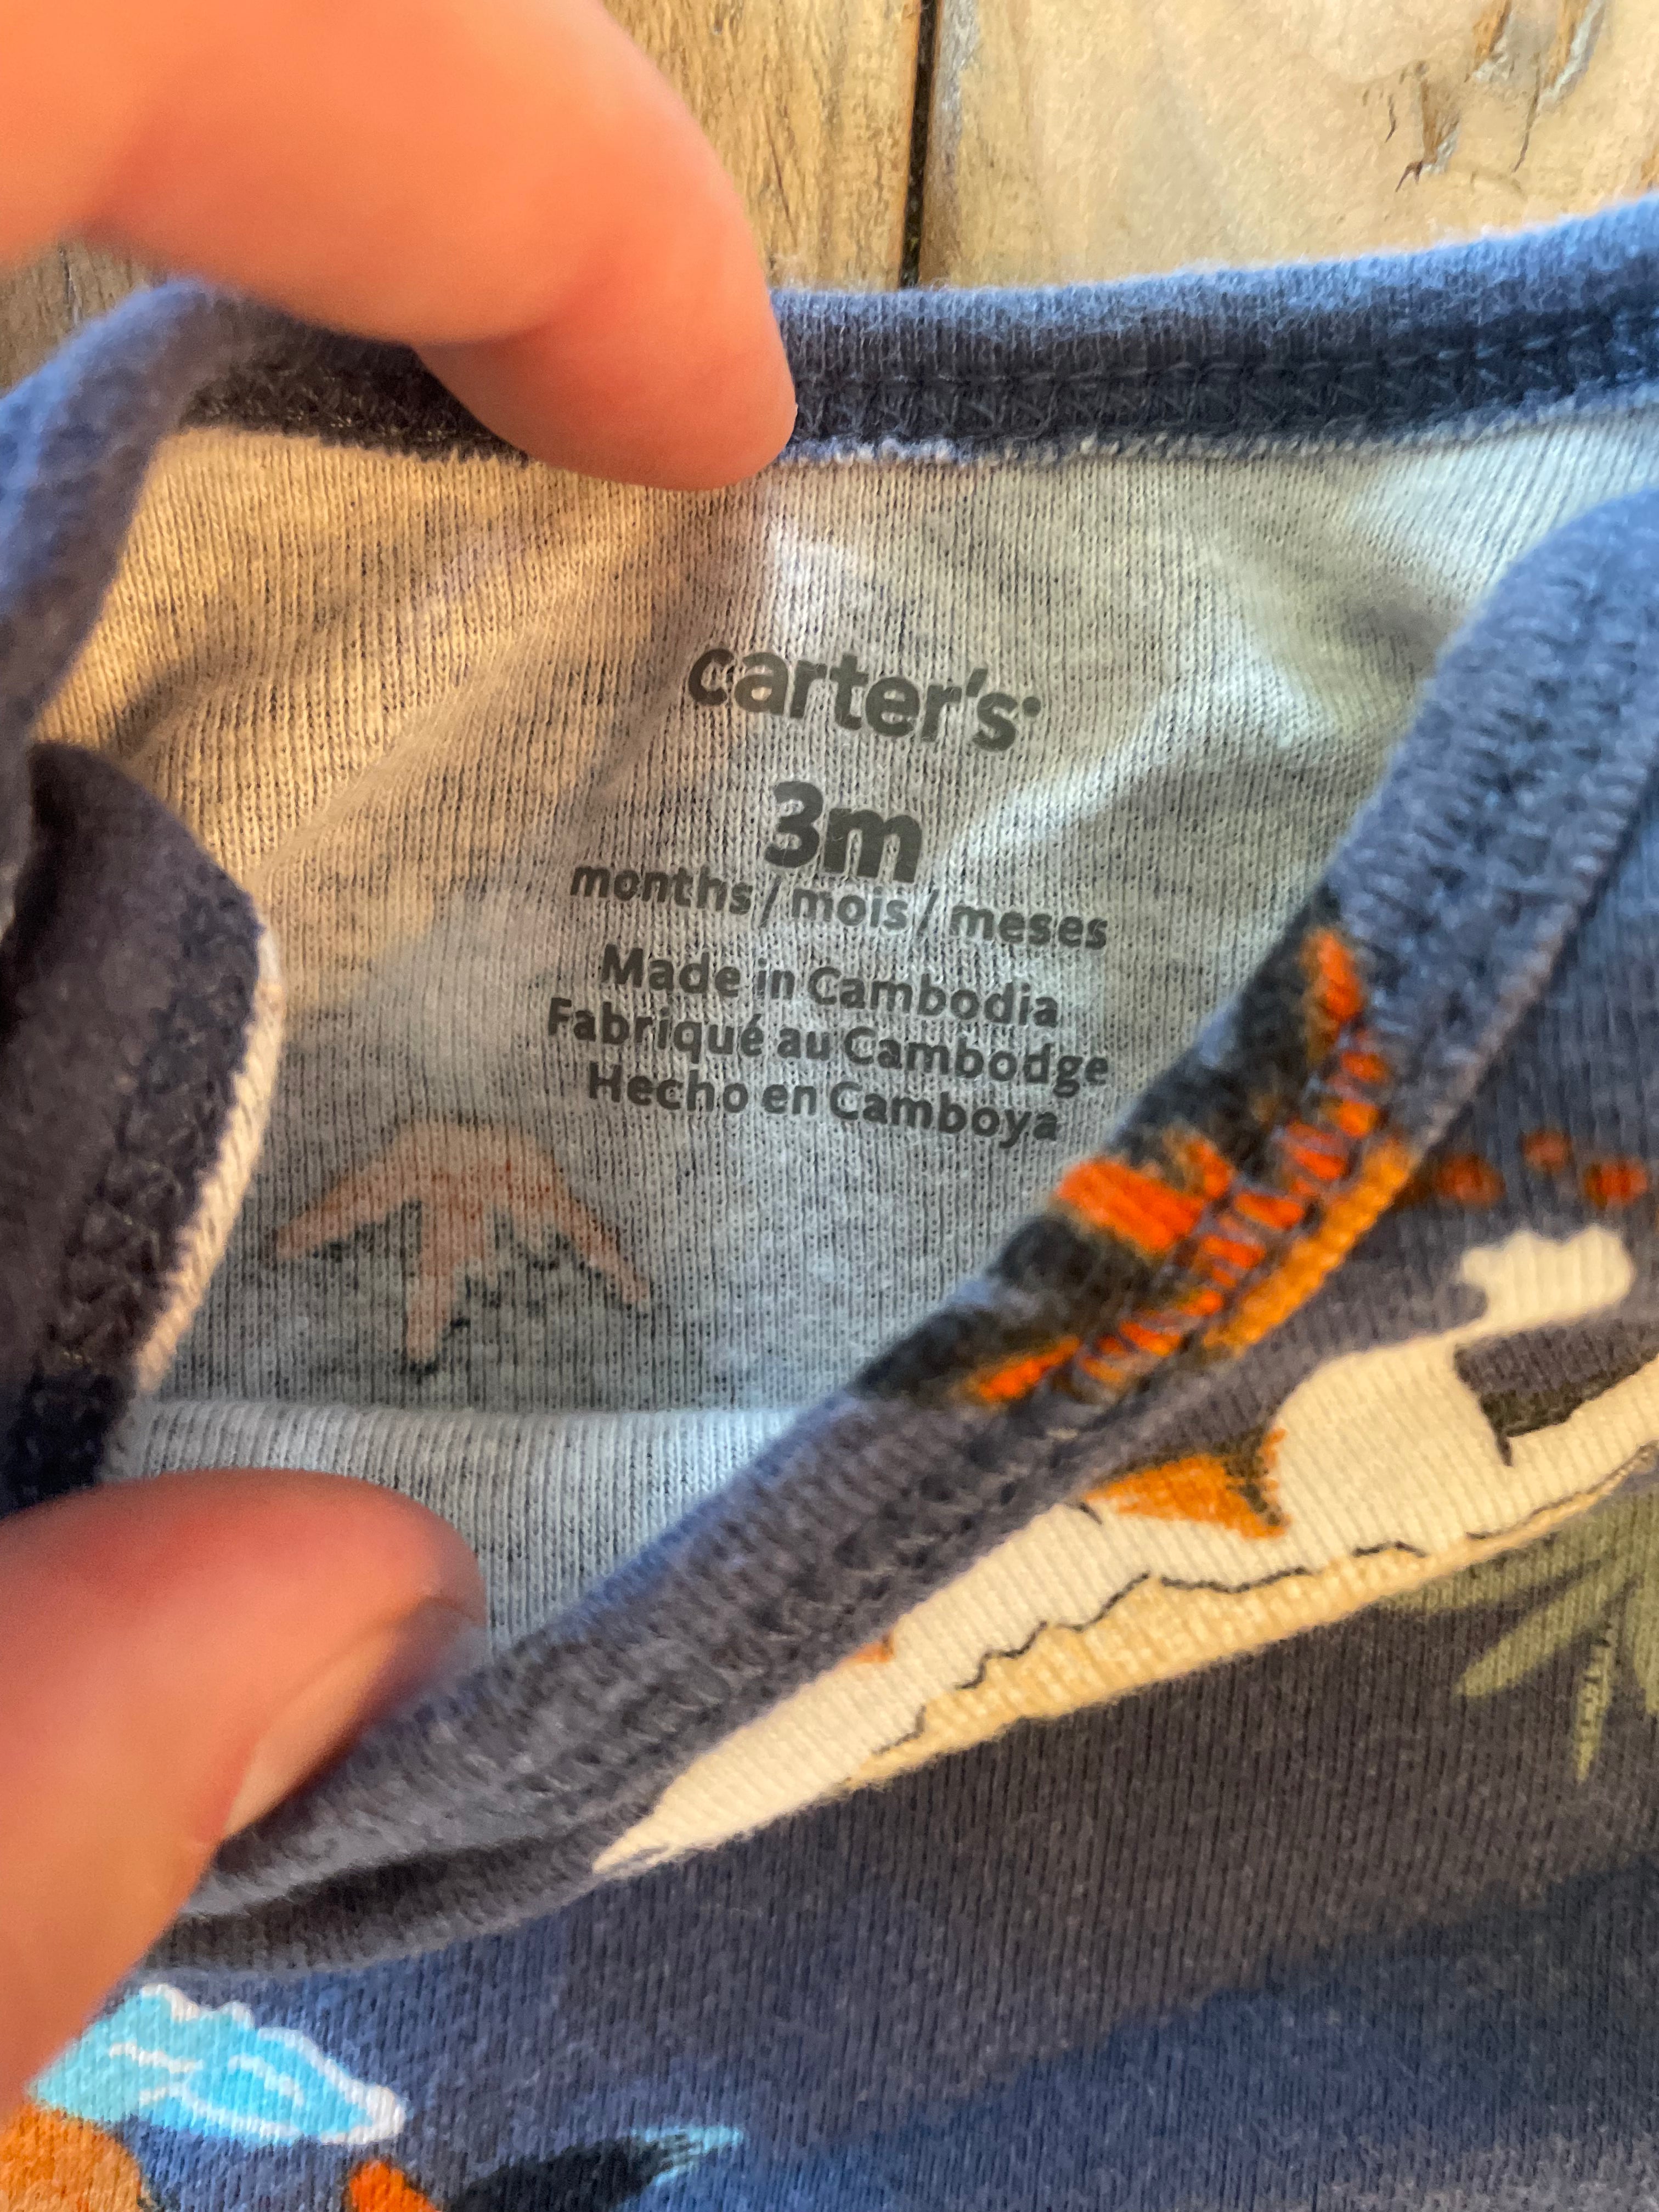 carter's
3m
months / mois / meses
Made in Cambodia
Fabriqué au Cambodge
Hecho en Camboya